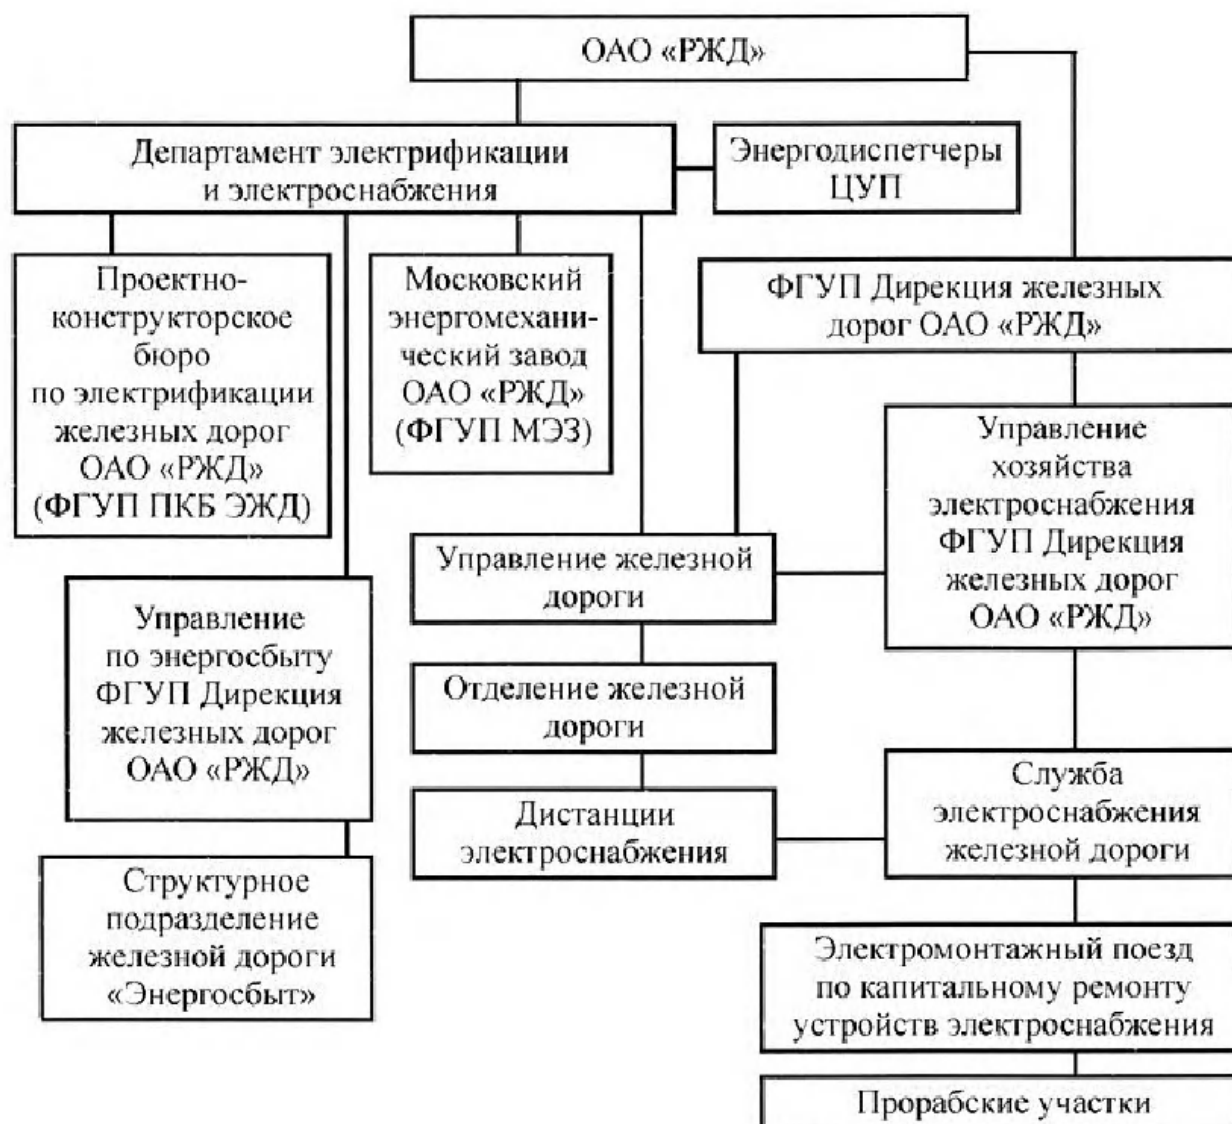 ОАО «РЖД»
Департамент электрификации
и электроснабжения
Энергодиспетчеры
ЦУП
Проектно-
конструкторское
бюро
по электрификации
железных дорог
ОАО «РЖД»
(ФГУП ПКБ ЭЖД)
Московский
энергомехани-
ческий завод
ОАО «РЖД»
(ФГУП МЭЗ)
ФГУП Дирекция железных
дорог ОАО «РЖД»
Управление
хозяйства
электроснабжения
ФГУП Дирекция
железных дорог
ОАО «РЖД»
Управление железной
дороги
Управление
по энергосбыту
ФГУП Дирекция
железных дорог
ОАО «РЖД»
Отделение железной
дороги
Дистанции
электроснабжения
Служба
электроснабжения
железной дороги
Структурное
подразделение
железной дороги
«Энергосбыт»
Электромонтажный поезд
по капитальному ремонту
устройств электроснабжения
Прорабские участки